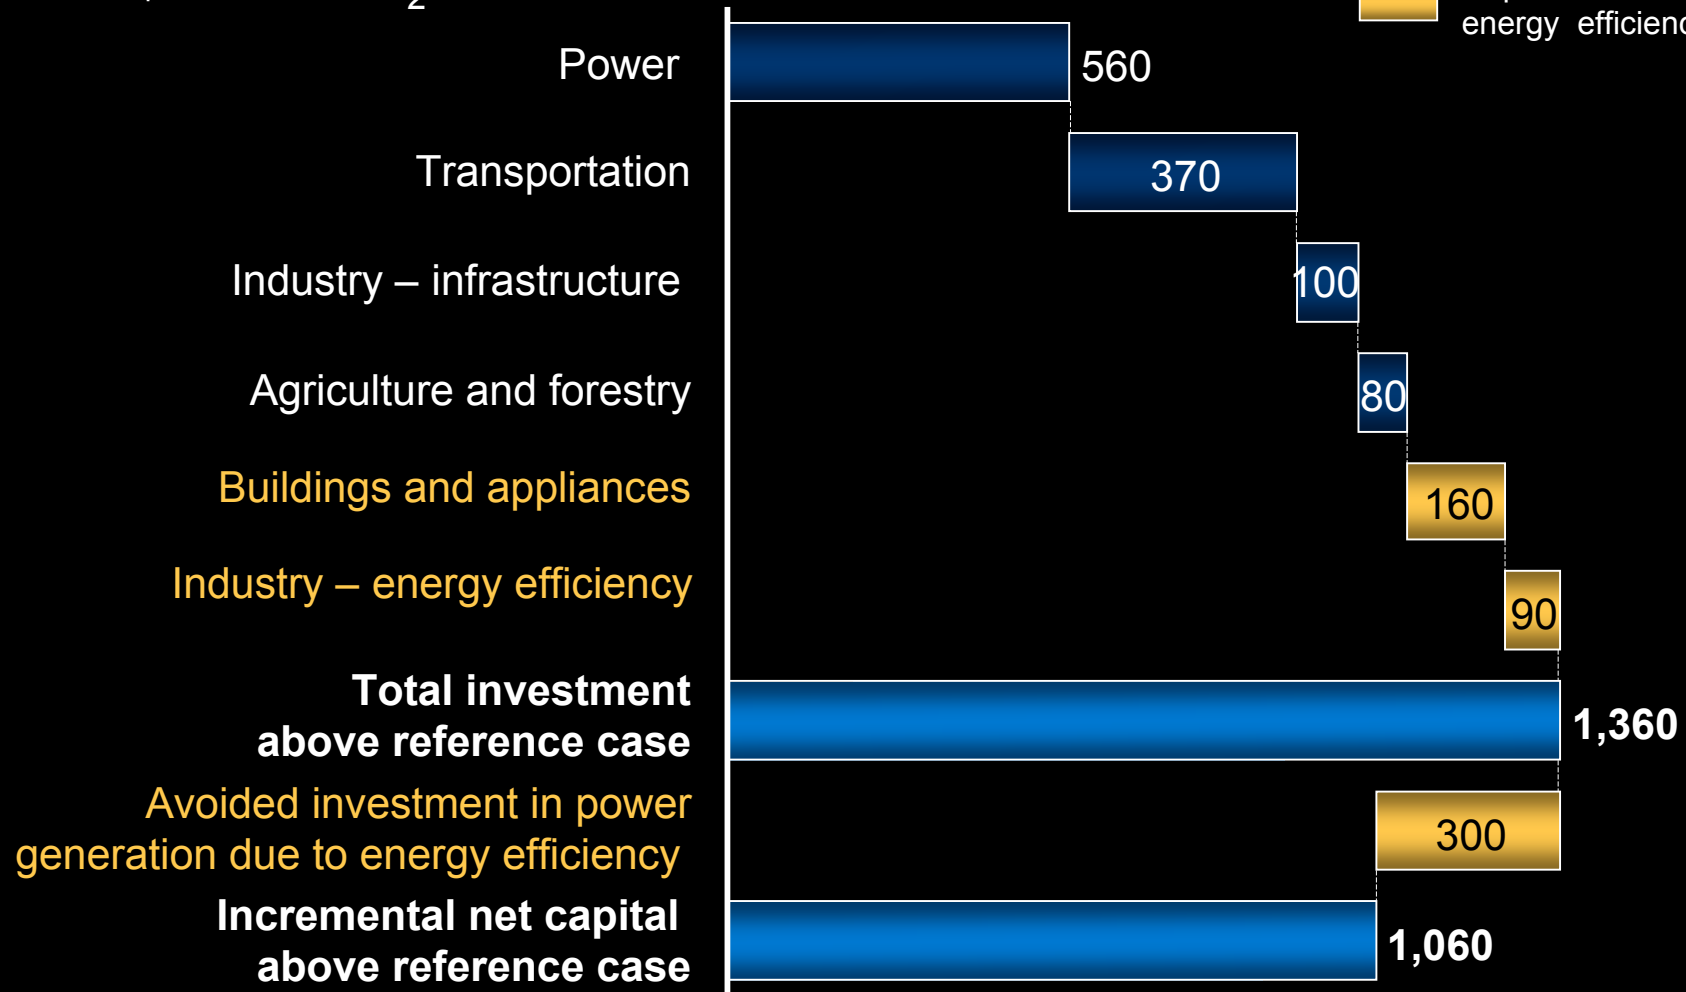 2
energy efficienc
Power 560
Transportation 370
Industry – infrastructure 100
Agriculture and forestry 80
Buildings and appliances 160
Industry – energy efficiency 90
Total investment
above reference case 1,360
Avoided investment in power
generation due to energy efficiency 300
Incremental net capital
above reference case 1,060